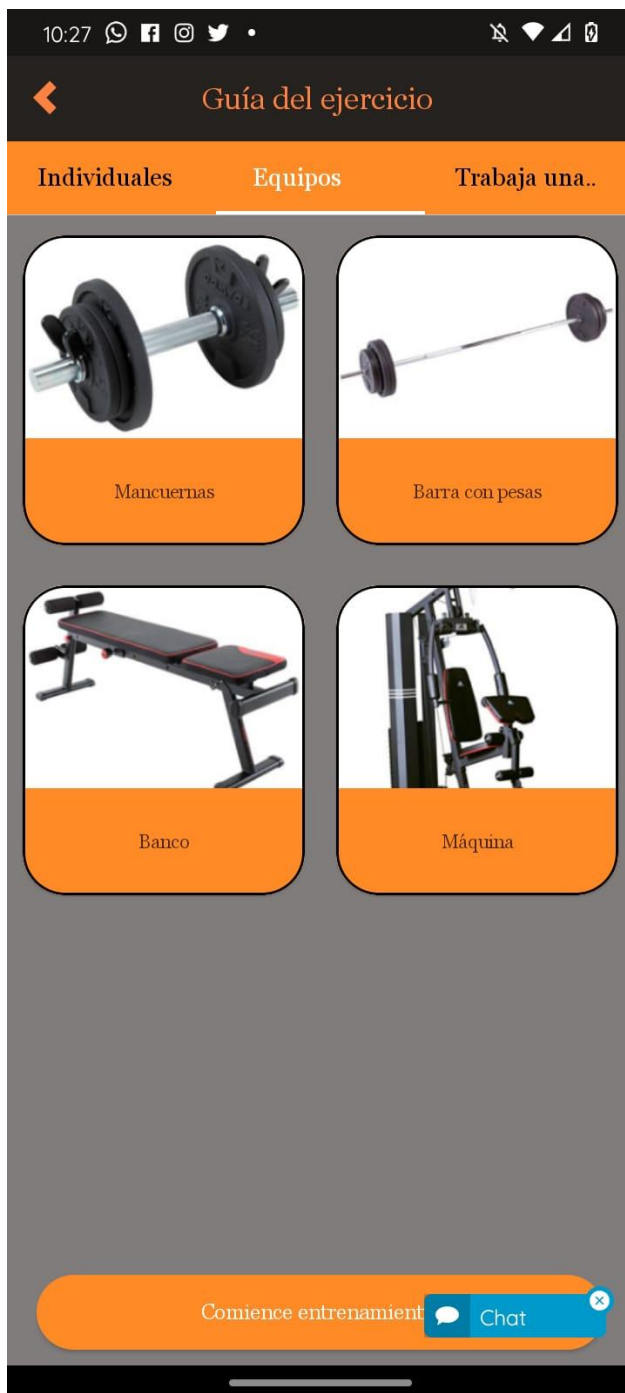 10:27
Guía del ejercicio
Individuales Equipos Trabaja una..
Mancuernas Barra con pesas
Banco Máquina
Comience entrenamient
Chat